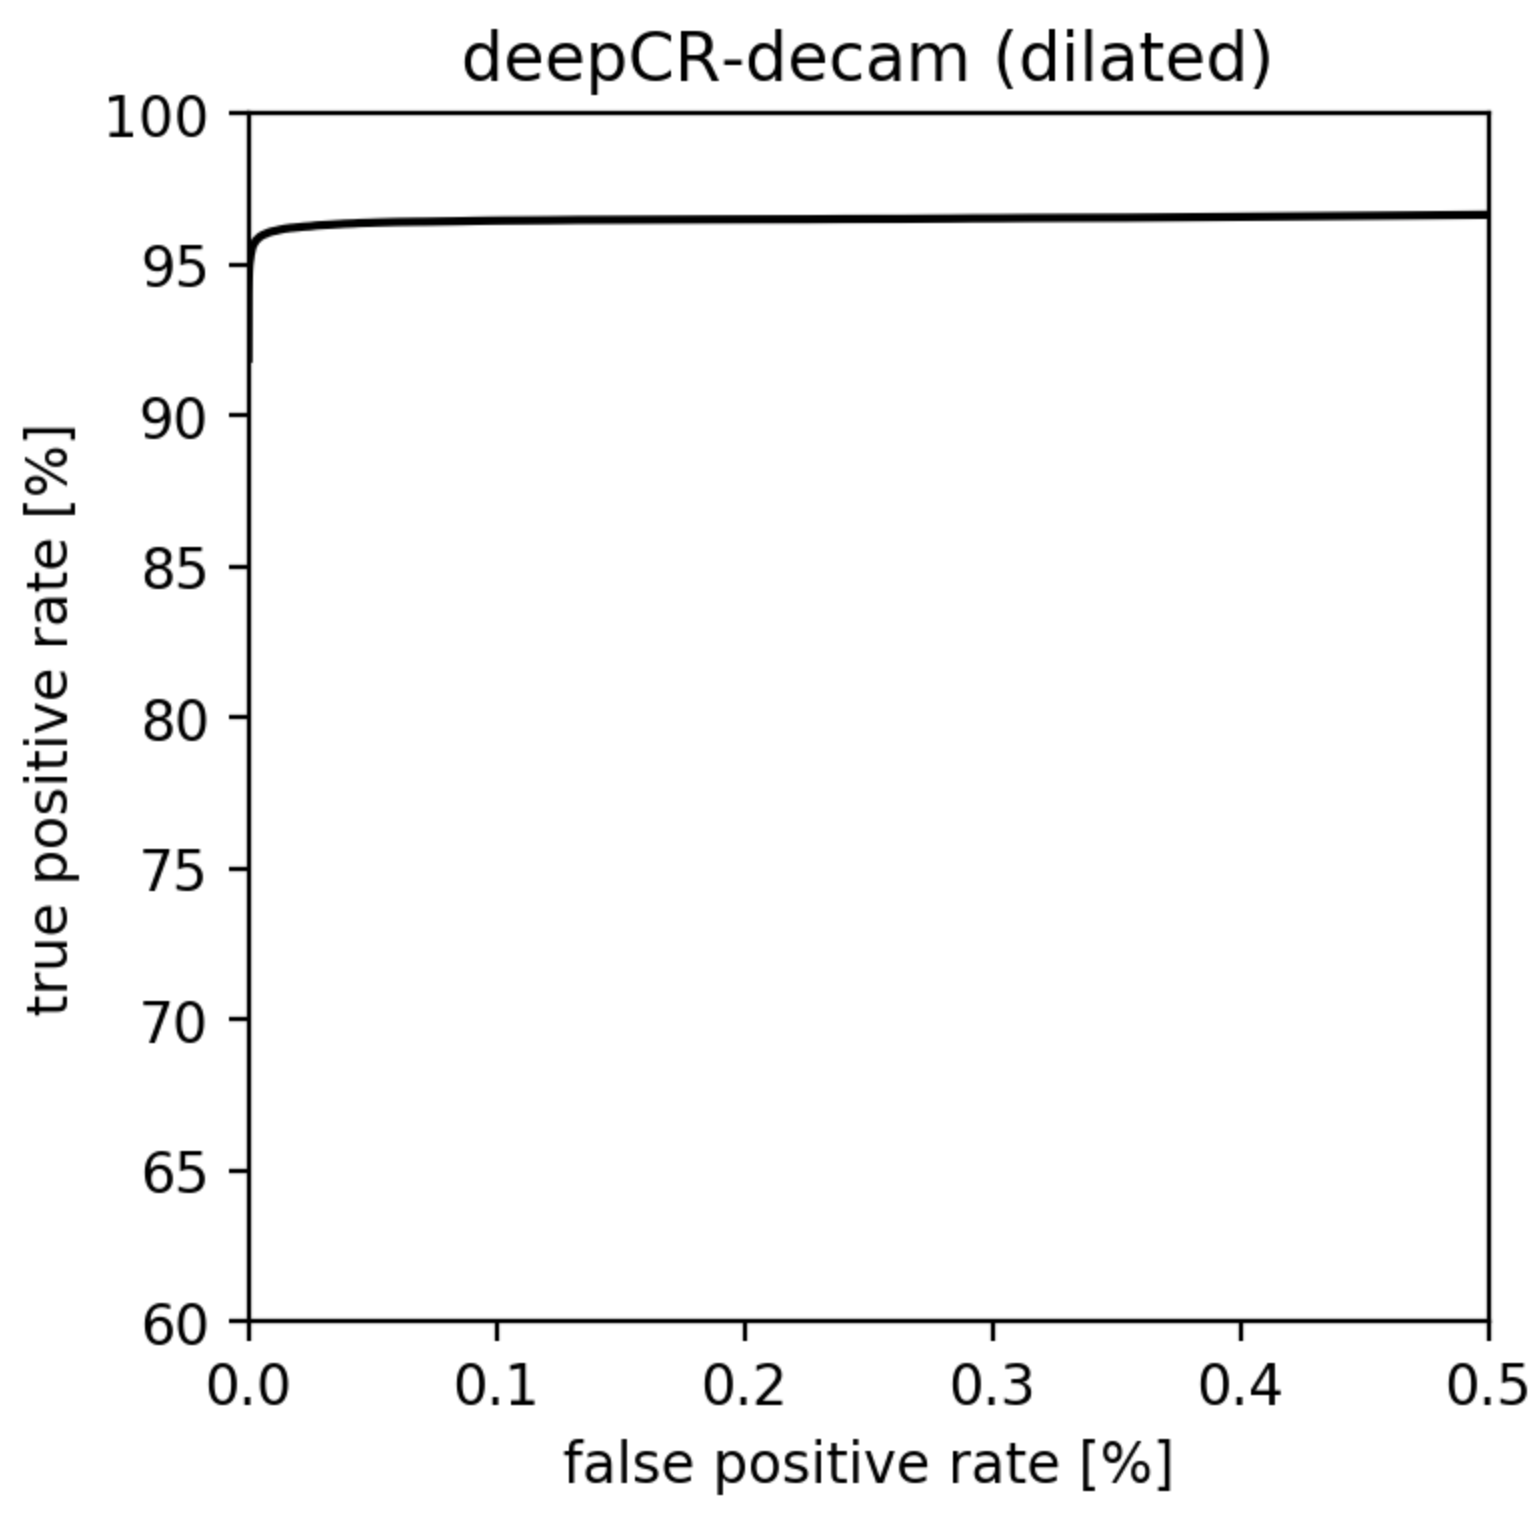 deepCR-decam (dilated)
100
95
90
85
80
75
70
65
60
true positive rate [%]
0.0 0.1 0.2 0.3 0.4 0.5
false positive rate [%]